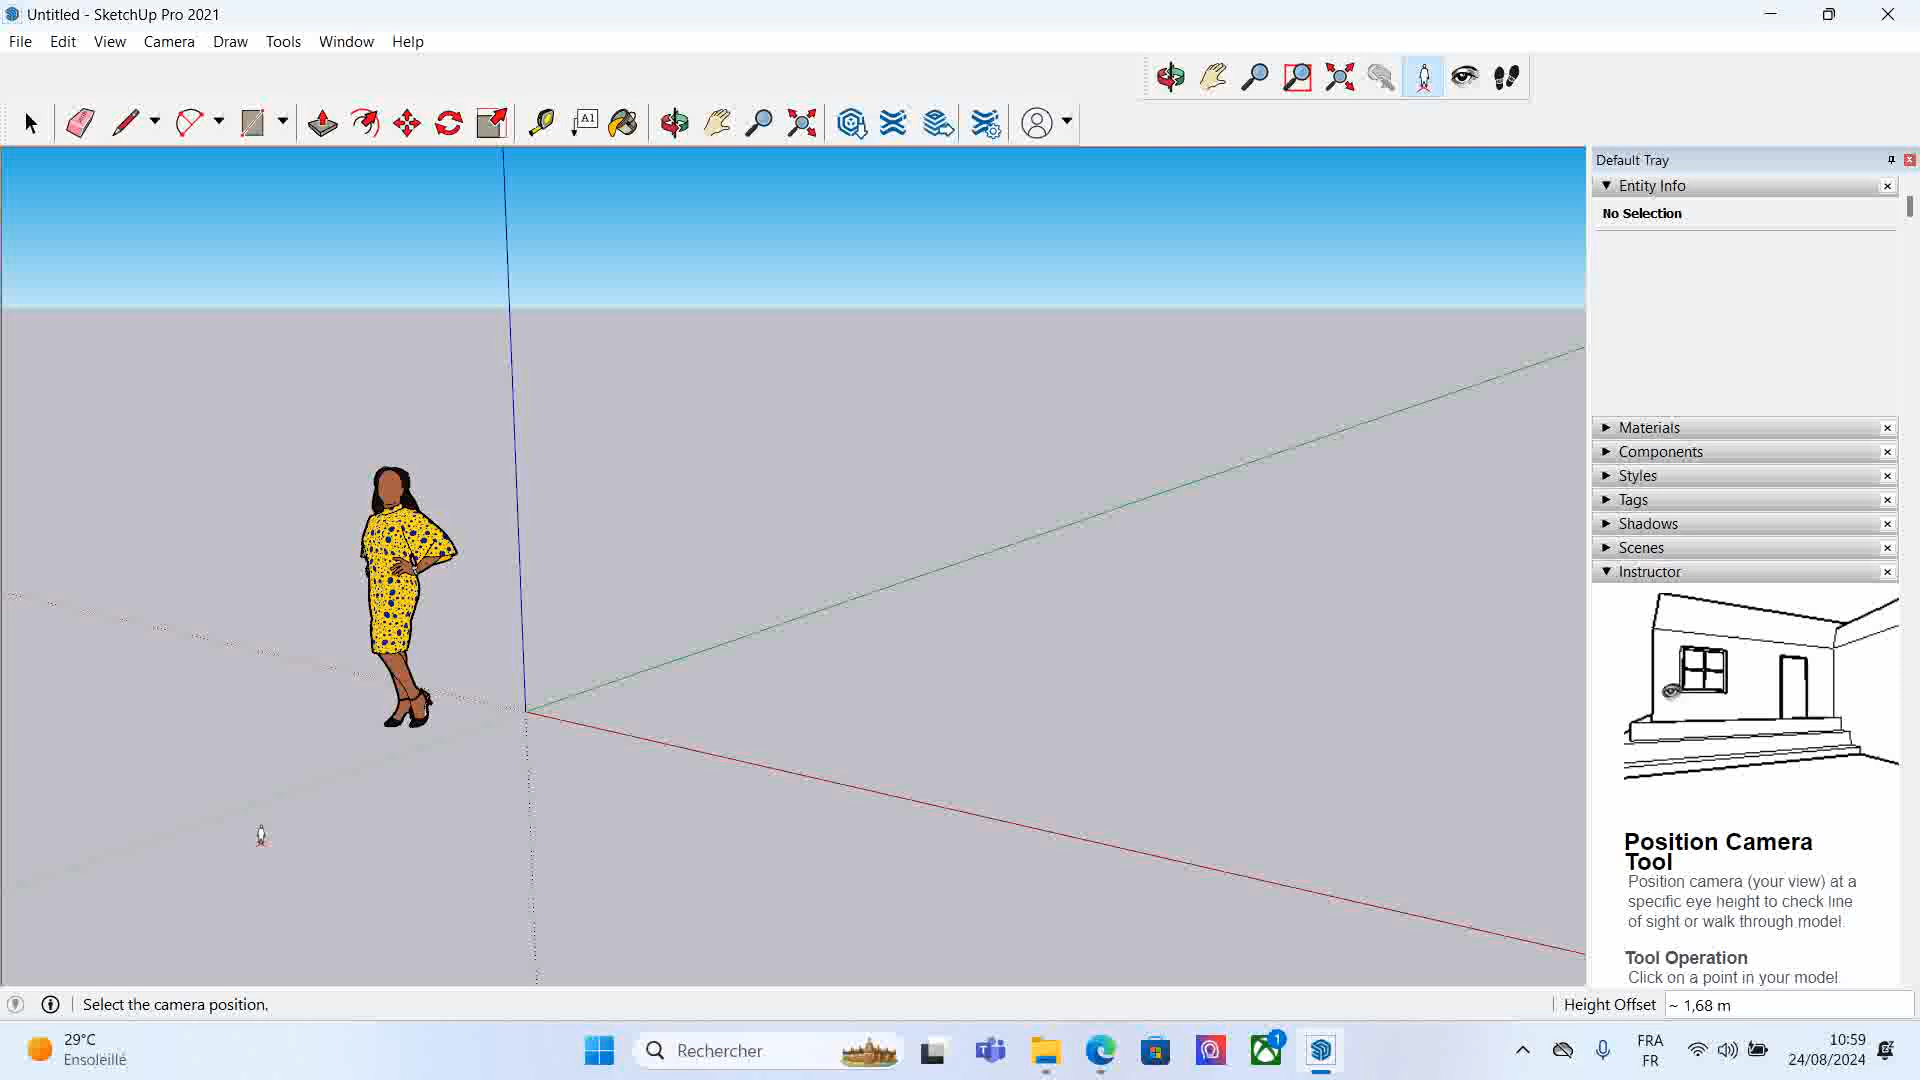 Untitled - SketchUp Pro 2021
File Edit View Camera Draw Tools Window Help
A1
Default Tray
Entity Info
No Selection
Materials
Components
Styles
Tags
Shadows
Scenes
Instructor
Position Camera
Tool
Position camera (your view) at a
specific eye height to check line
of sight or walk through model.
Tool Operation
Click on a point in your model
Select the camera position.
Height Offset ~ 1,68 m
29°C
Ensoleillé
Rechercher
1
FRA
FR
10:59
24/08/2024